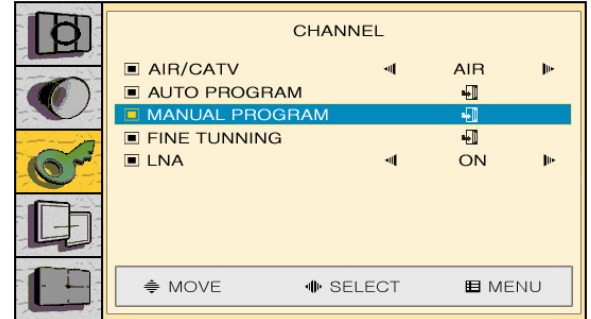 CHANNEL
AIR/CATV AIR
AUTO PROGRAM
MANUAL PROGRAM
FINE TUNNING
LNA ON
MOVE SELECT MENU